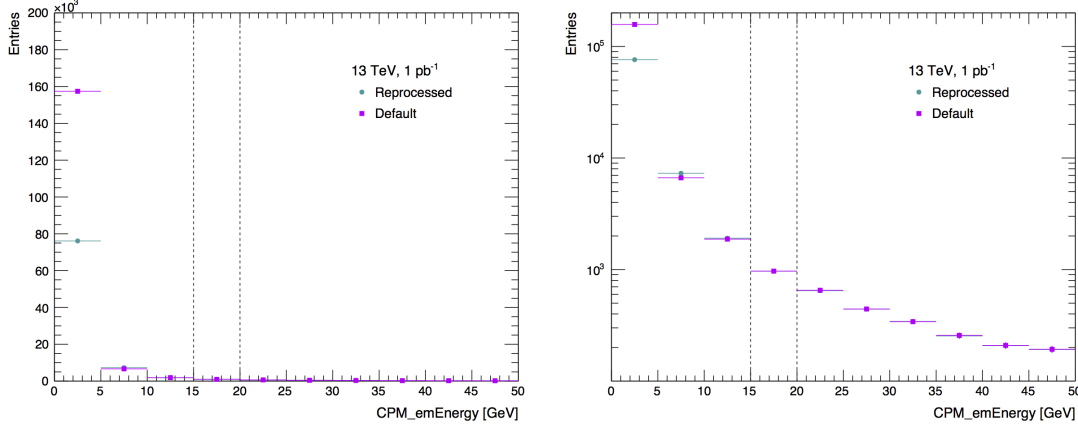 ×10³
Entries
200
180
160
140
120
100
80
60
40
20
0
13 TeV, 1 pb⁻¹
Reprocessed
Default
0 5 10 15 20 25 30 35 40 45 50
CPM_emEnergy [GeV]
Entries
10⁵
10⁴
10³
13 TeV, 1 pb⁻¹
Reprocessed
Default
0 5 10 15 20 25 30 35 40 45 50
CPM_emEnergy [GeV]